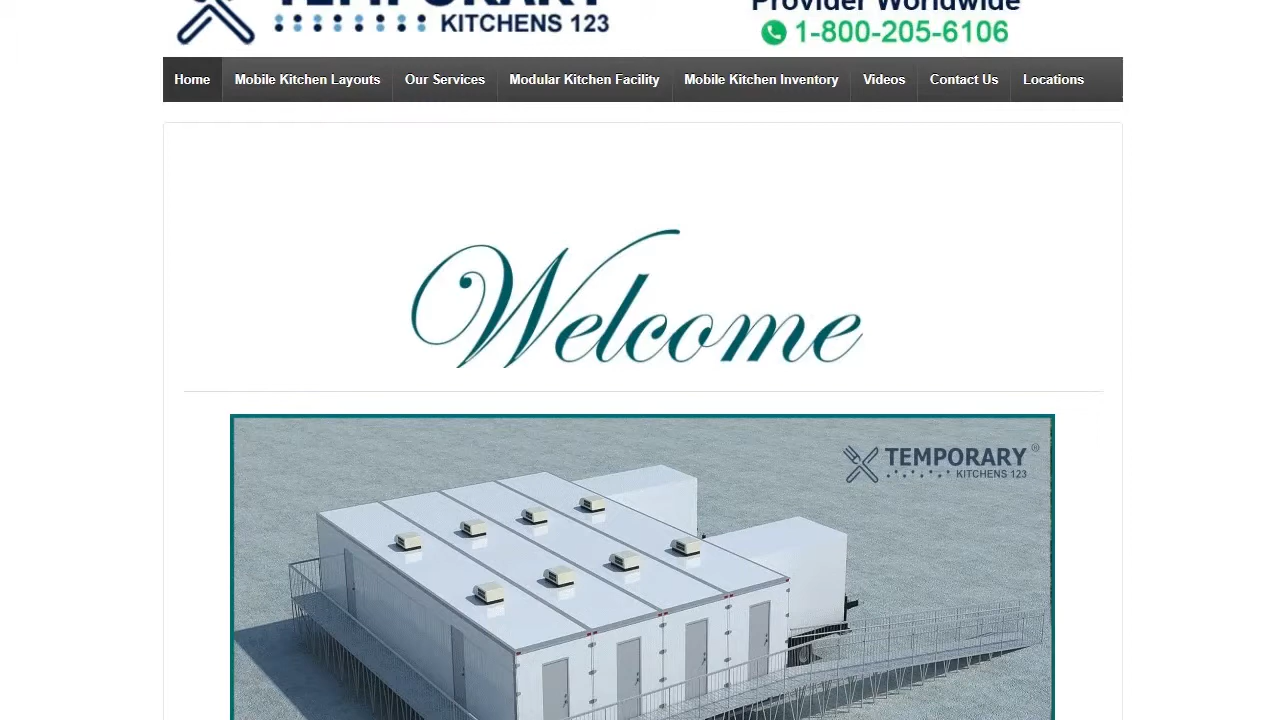 TEMPORARY
KITCHENS 123
Provider Worldwide
1-800-205-6106
Home
Mobile Kitchen Layouts
Our Services
Modular Kitchen Facility
Mobile Kitchen Inventory
Videos
Contact Us
Locations
Welcome
TEMPORARY®
KITCHENS 123